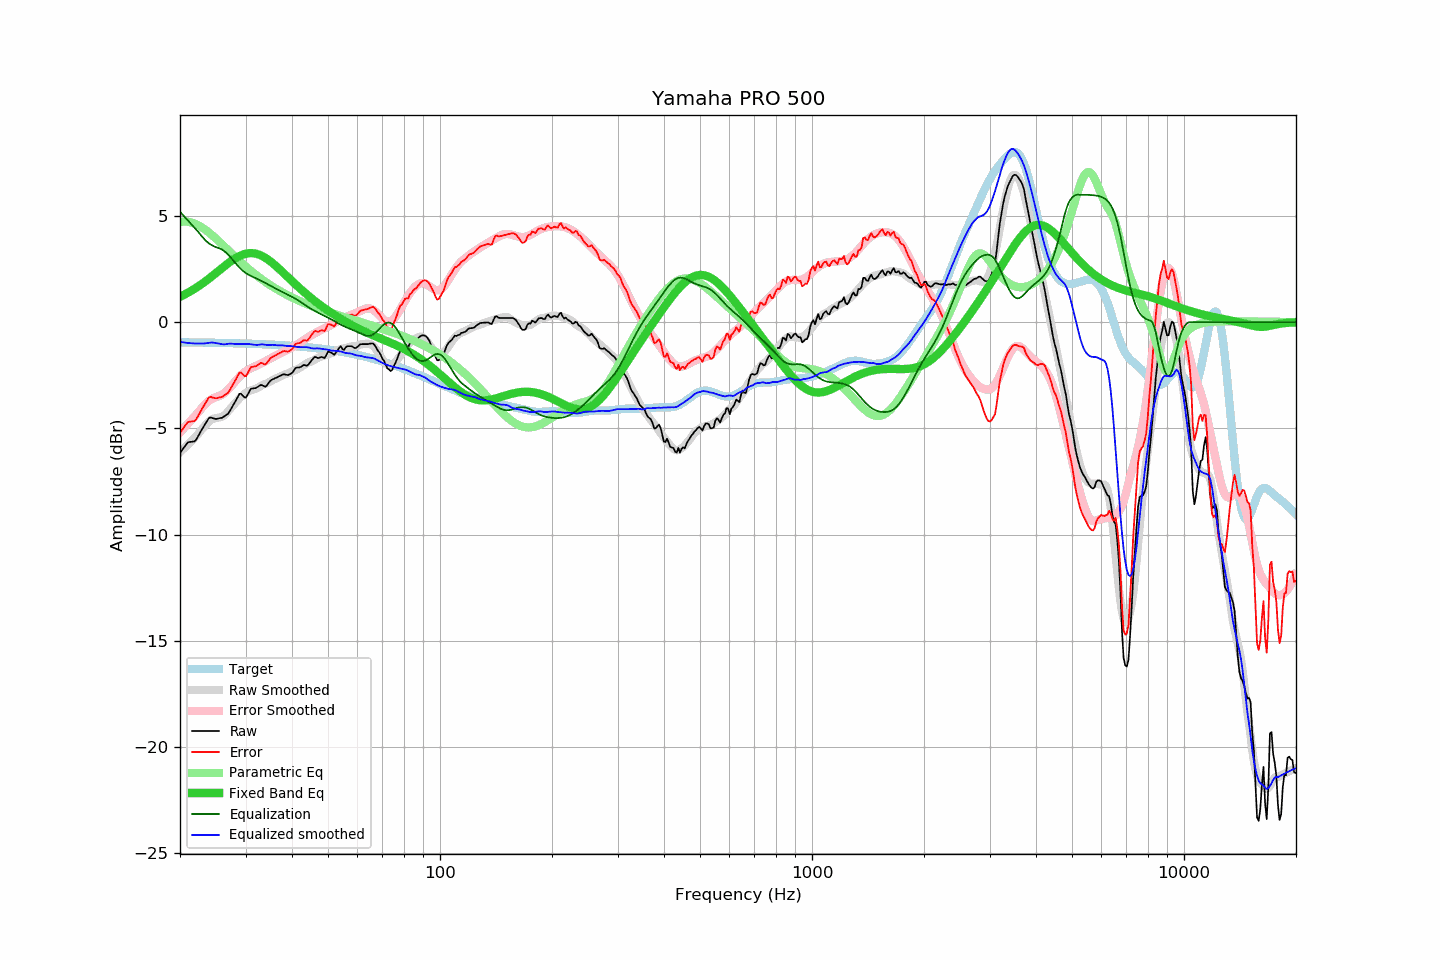 Yamaha PRO 500
Amplitude (dBr)
5
0
−5
−10
−15
−20
−25
Target
Raw Smoothed
Error Smoothed
Raw
Error
Parametric Eq
Fixed Band Eq
Equalization
Equalized smoothed
100
1000
10000
Frequency (Hz)